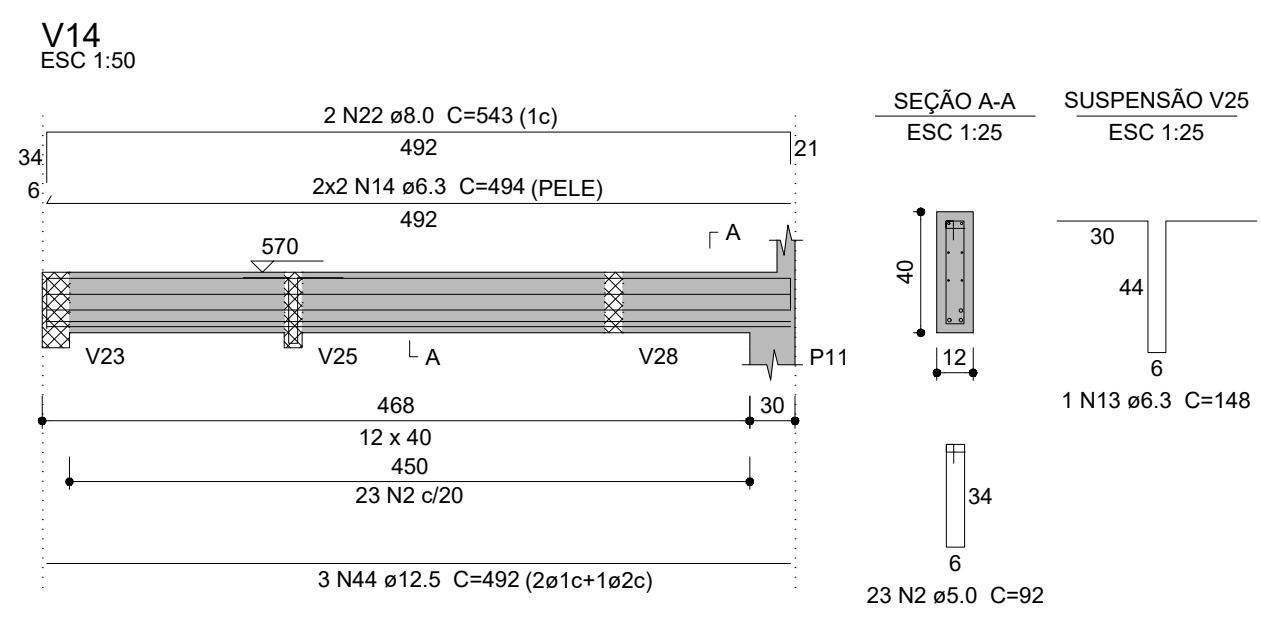 V14
ESC 1:50
2 N22 ø8.0 C=543 (1c)
492
34
21
2x2 N14 ø6.3 C=494 (PELE)
6
492
A
570
V23
V25
A
V28
P11
468
30
12 x 40
450
23 N2 c/20
3 N44 ø12.5 C=492 (2ø1c+1ø2c)
SEÇÃO A-A
ESC 1:25
40
12
34
6
23 N2 ø5.0 C=92
SUSPENSÃO V25
ESC 1:25
30
44
6
1 N13 ø6.3 C=148